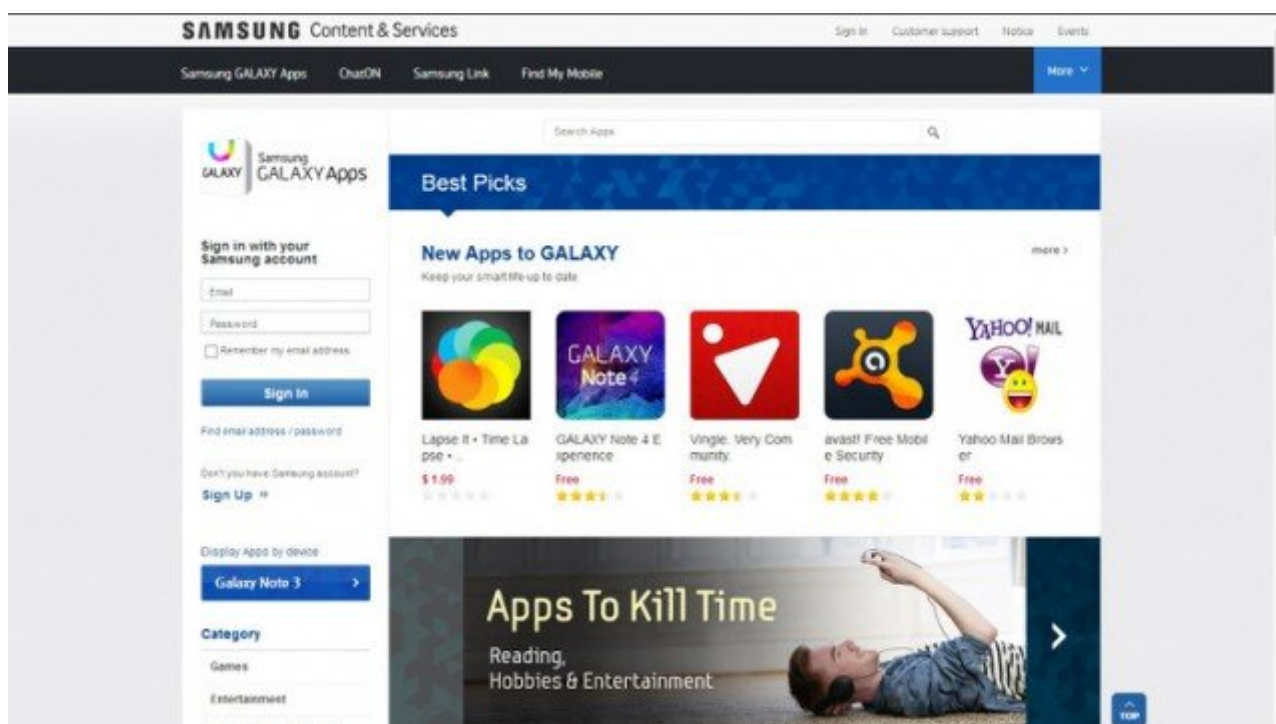 SAMSUNG Content & Services
Sign In Customer support Notice Events
Samsung GALAXY Apps ChatON Samsung Link Find My Mobile More
Search Apps
GALAXY
Samsung
GALAXY Apps
Best Picks
Sign in with your
Samsung account
Email
Password
Remember my email address.
Sign In
Find email address / password
Don't you have Samsung account?
Sign Up »
Display Apps by device
Galaxy Note 3 >
Category
Games
Entertainment
New Apps to GALAXY
more >
Keep your smart life up to date
GALAXY
Note 4
YAHOO! MAIL
Y!
a
Lapse It • Time La
pse • ..
$ 1.99
GALAXY Note 4 E
xperience
Free
Vingle. Very Com
munity.
Free
avast! Free Mobil
e Security
Free
Yahoo Mail Brows
er
Free
Apps To Kill Time
Reading,
Hobbies & Entertainment
TOP